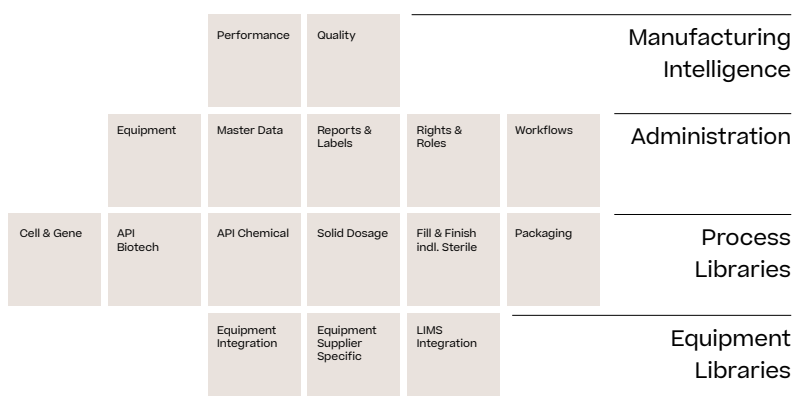 Performance
Quality
Manufacturing
Intelligence
Equipment
Master Data
Reports &
Labels
Rights &
Roles
Workflows
Administration
Cell & Gene
API
Biotech
API Chemical
Solid Dosage
Fill & Finish
indl. Sterile
Packaging
Process
Libraries
Equipment
Integration
Equipment
Supplier
Specific
LIMS
Integration
Equipment
Libraries